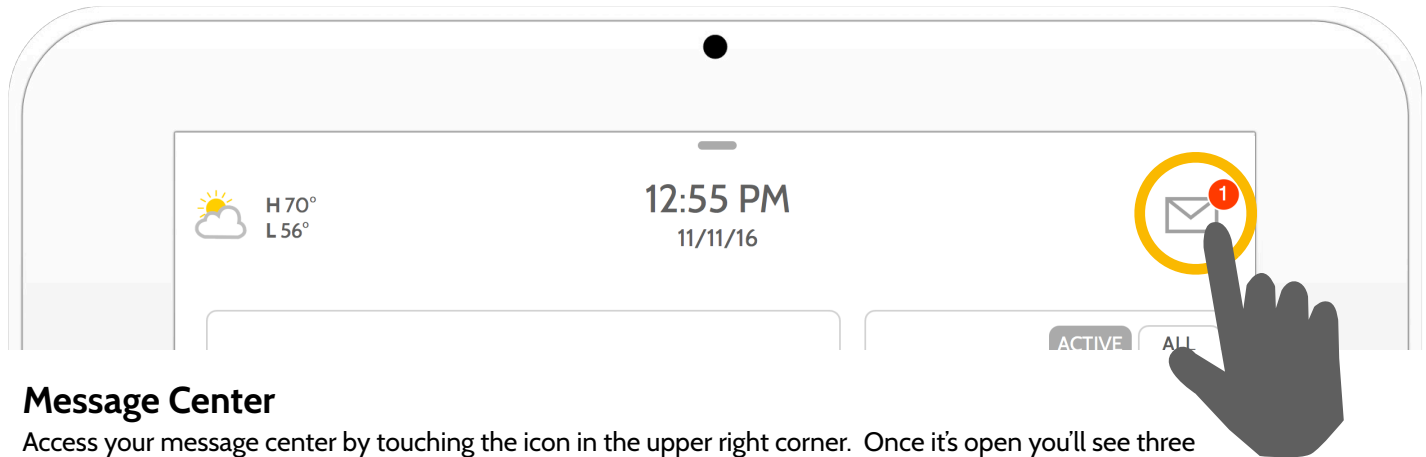 12:55 PM
1
H 70°
L 56°
11/11/16
ACTIVE ALL
Message Center
Access your message center by touching the icon in the upper right corner. Once it's open you'll see three